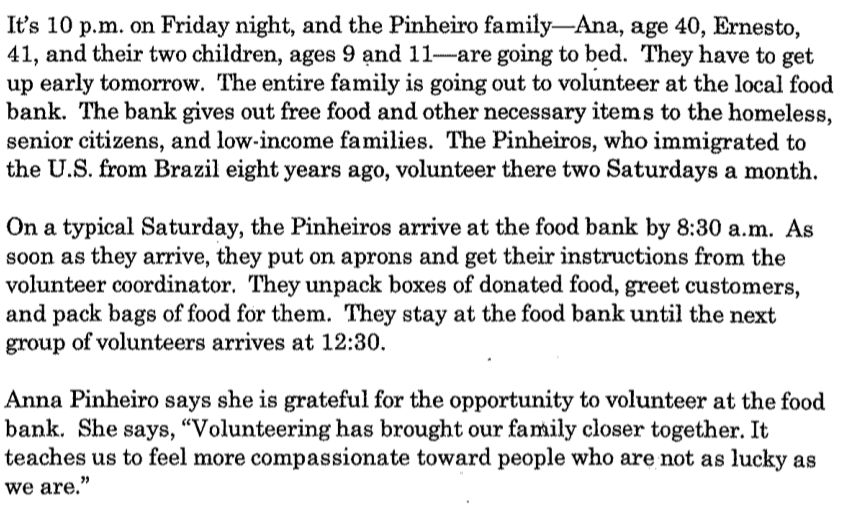 It's 10 p.m. on Friday night, and the Pinheiro family—Ana, age 40, Ernesto,
41, and their two children, ages 9 and 11—are going to bed.  They have to get
up early tomorrow.  The entire family is going out to volunteer at the local food
bank.  The bank gives out free food and other necessary items to the homeless,
senior citizens, and low-income families.  The Pinheiros, who immigrated to
the U.S. from Brazil eight years ago, volunteer there two Saturdays a month.

On a typical Saturday, the Pinheiros arrive at the food bank by 8:30 a.m.  As
soon as they arrive, they put on aprons and get their instructions from the
volunteer coordinator.  They unpack boxes of donated food, greet customers,
and pack bags of food for them.  They stay at the food bank until the next
group of volunteers arrives at 12:30.

Anna Pinheiro says she is grateful for the opportunity to volunteer at the food
bank.  She says, “Volunteering has brought our family closer together. It
teaches us to feel more compassionate toward people who are not as lucky as
we are.”